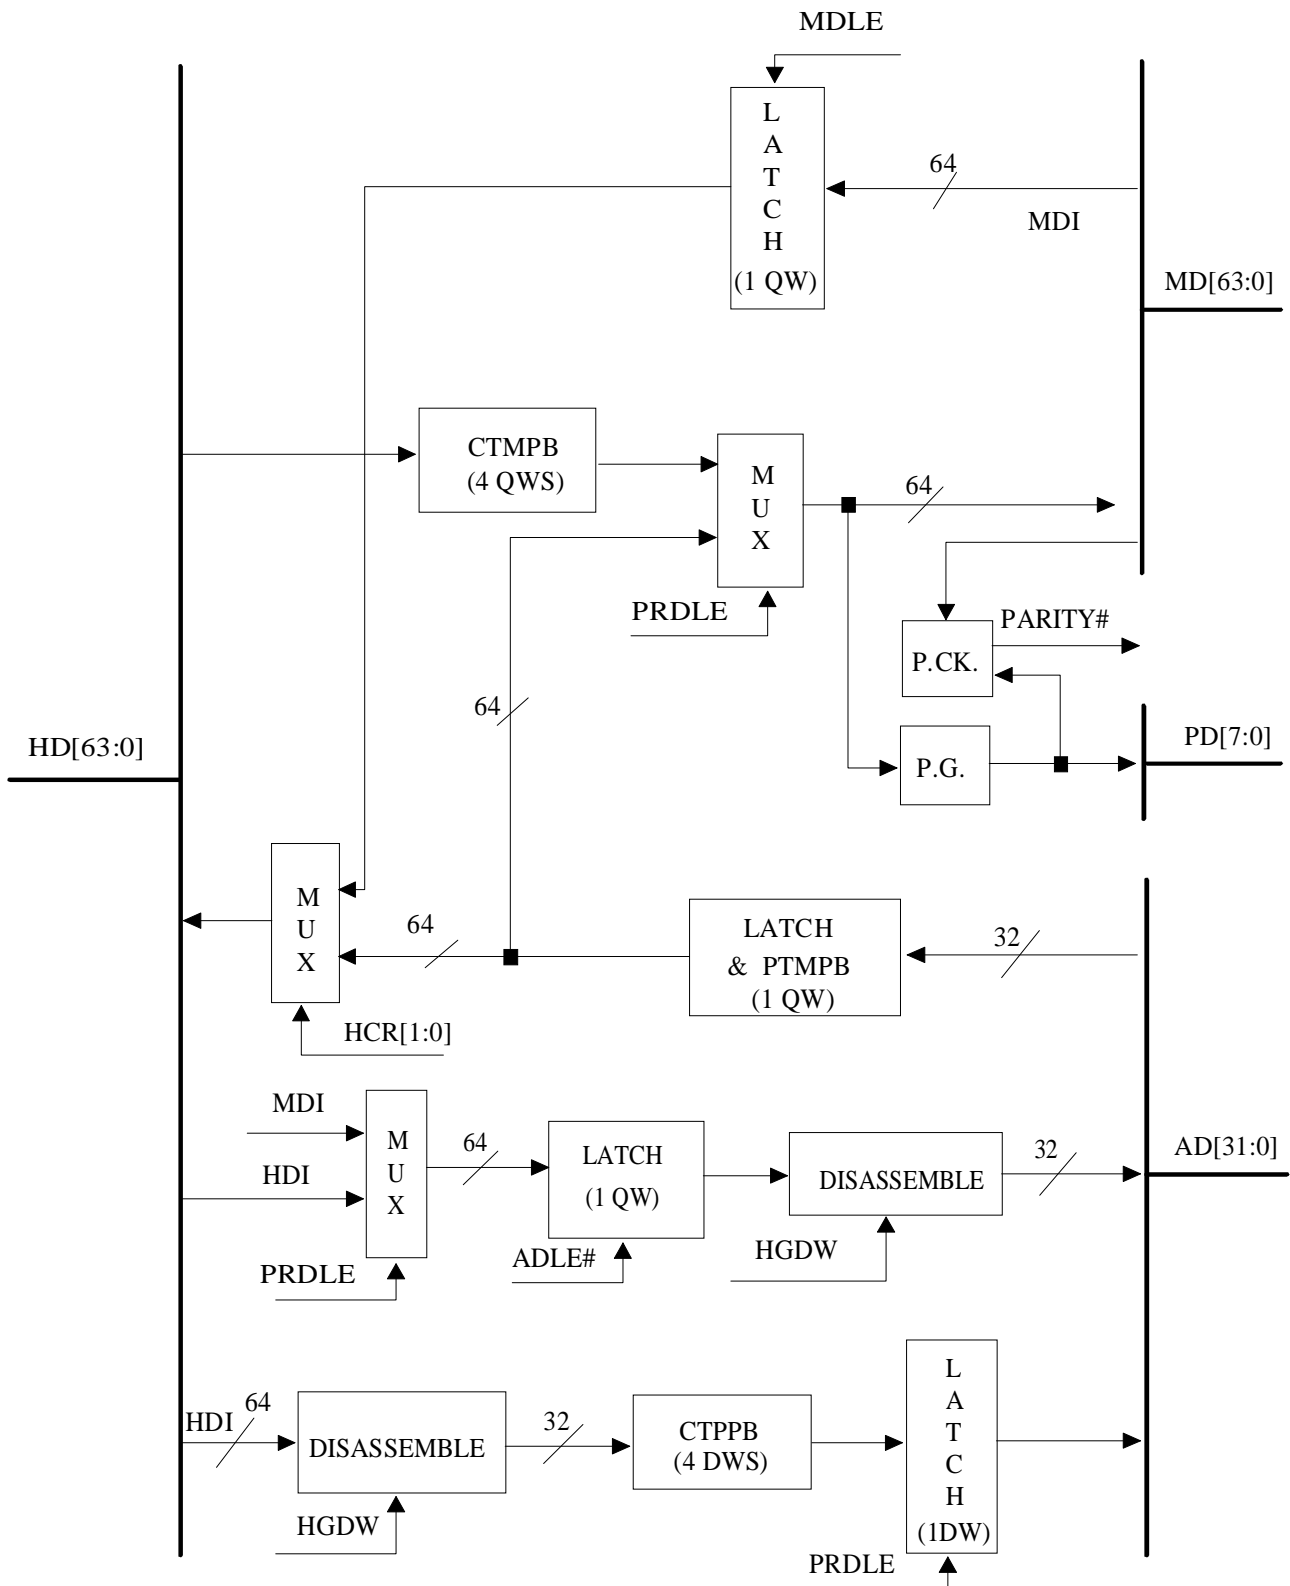 MDLE
L
A
T
C
H
(1 QW)
64
MDI
MD[63:0]
CTMPB
(4 QWS)
M
U
X
64
PRDLE
PARITY#
P.CK.
64
HD[63:0]
PD[7:0]
P.G.
M
U
X
64
LATCH
& PTMPB
(1 QW)
32
HCR[1:0]
MDI
HDI
M
U
X
64
LATCH
(1 QW)
DISASSEMBLE
32
AD[31:0]
PRDLE
ADLE#
HGDW
HDI
64
DISASSEMBLE
32
CTPPB
(4 DWS)
L
A
T
C
H
(1DW)
HGDW
PRDLE